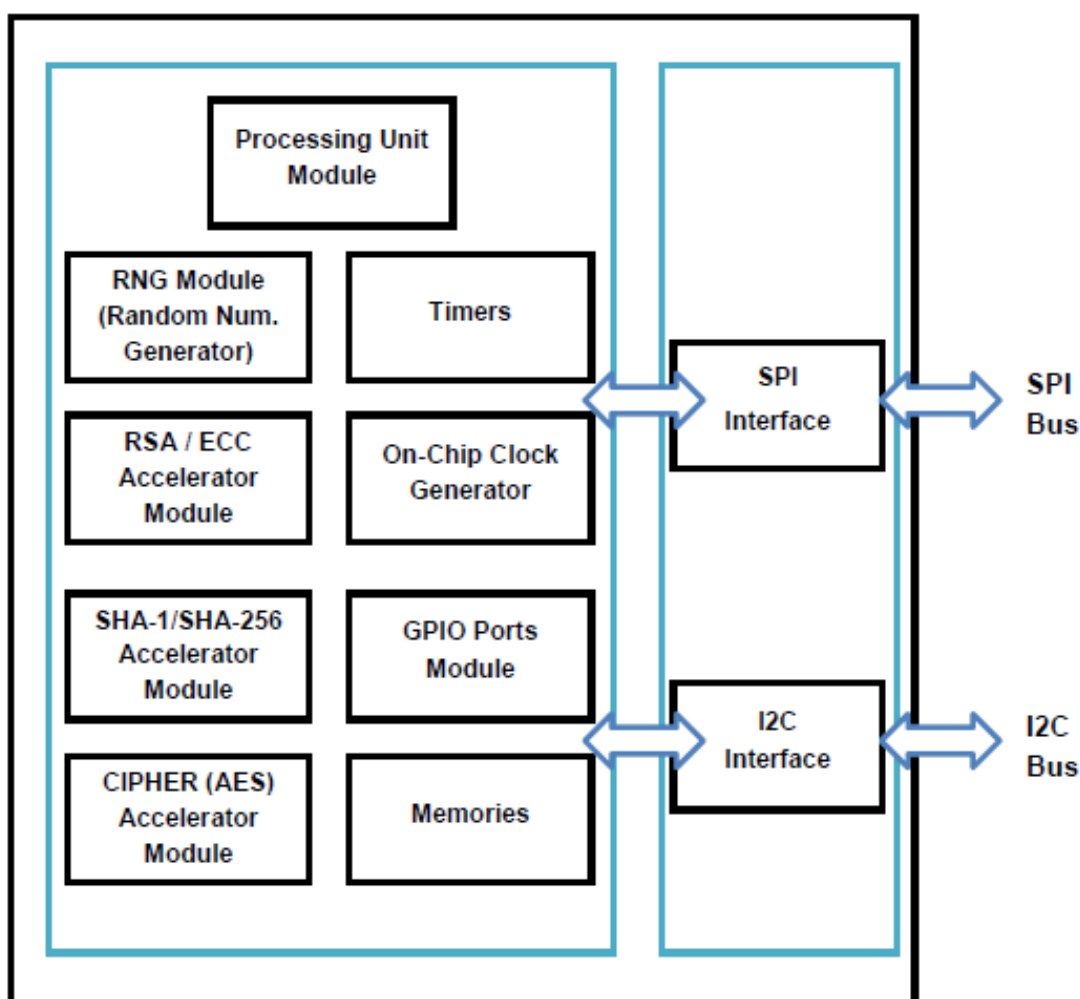 Processing Unit
Module
RNG Module
(Random Num.
Generator)
Timers
RSA / ECC
Accelerator
Module
On-Chip Clock
Generator
SHA-1/SHA-256
Accelerator
Module
GPIO Ports
Module
CIPHER (AES)
Accelerator
Module
Memories
SPI
Interface
SPI
Bus
I2C
Interface
I2C
Bus